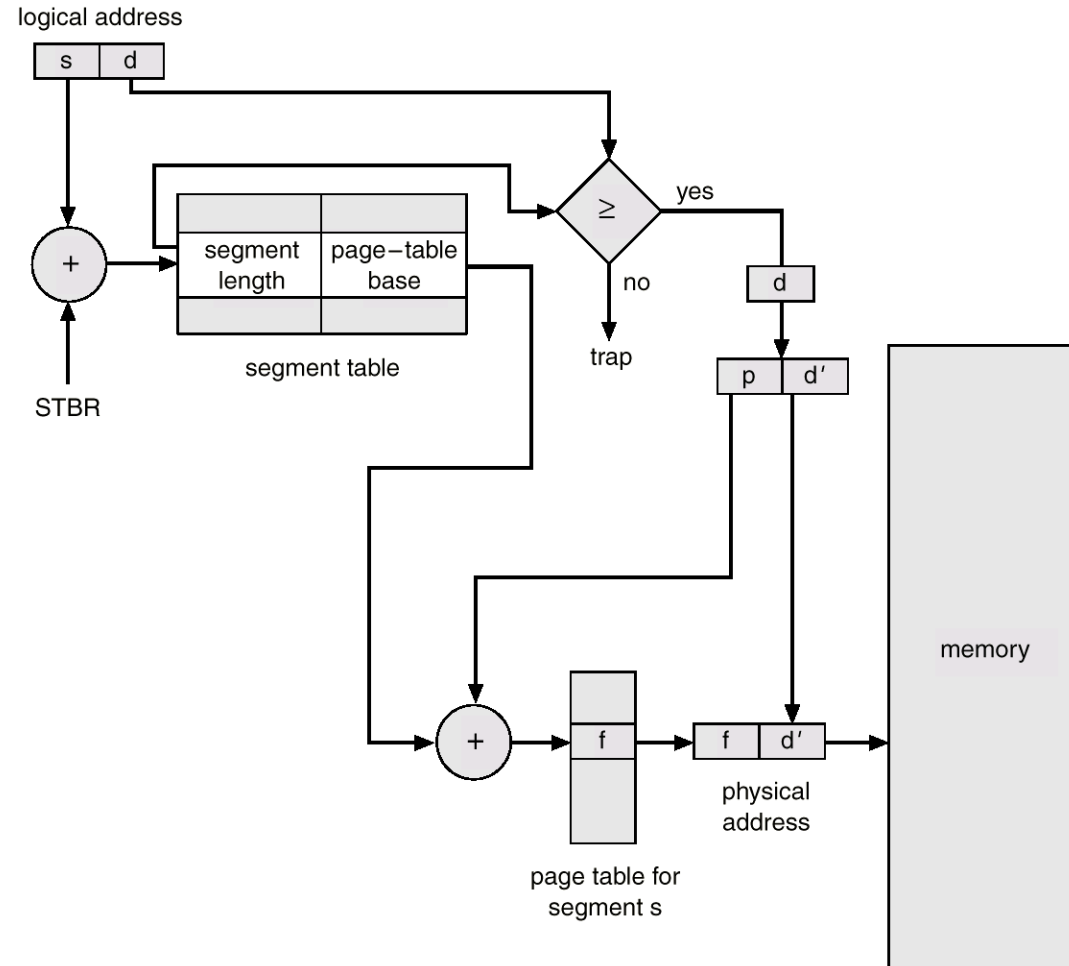 logical address
s d
yes
≥
+
segment length
page–table base
no
d
trap
segment table
p d′
STBR
memory
+
f
f d′
physical
address
page table for
segment s